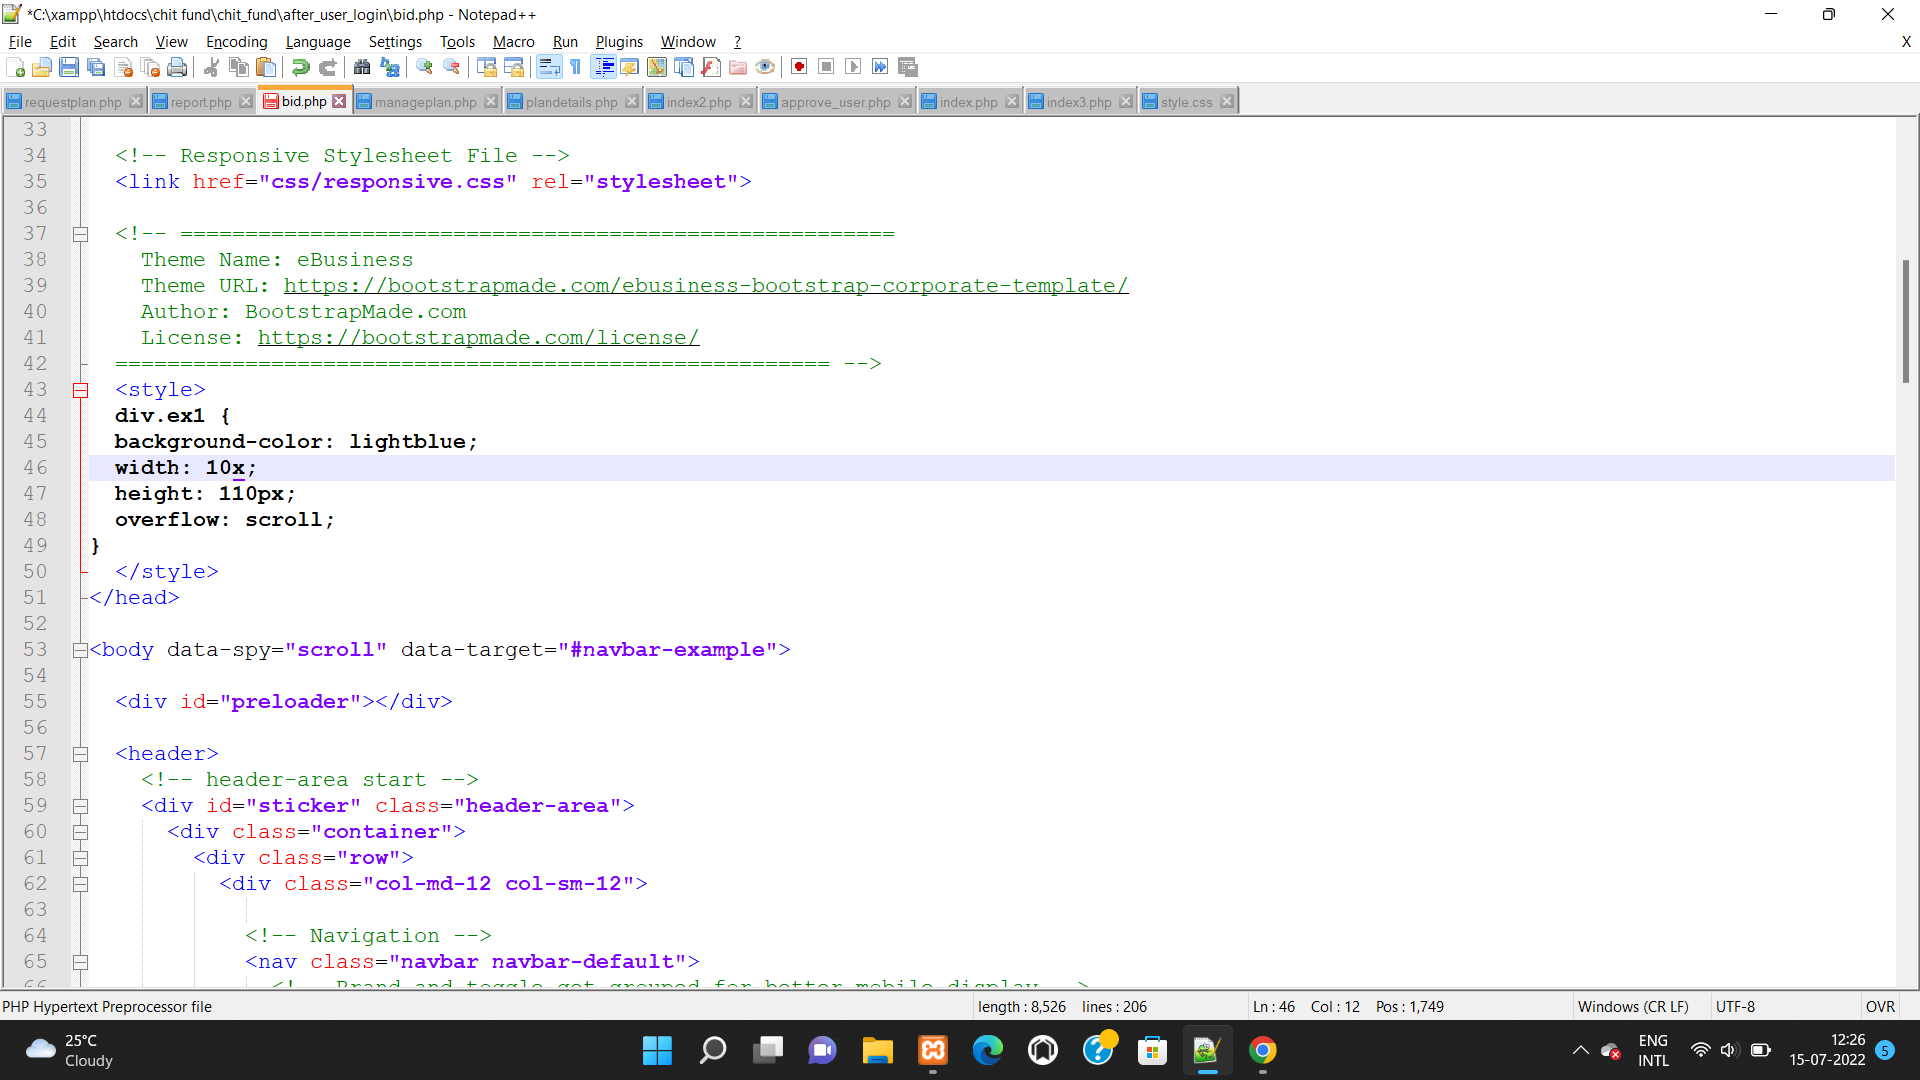 *C:\xampp\htdocs\chit fund\chit_fund\after_user_login\bid.php - Notepad++
File Edit Search View Encoding Language Settings Tools Macro Run Plugins Window ? X
requestplan.php report.php bid.php manageplan.php plandetails.php index2.php approve_user.php index.php index3.php style.css
33
34 <!-- Responsive Stylesheet File -->
35 <link href="css/responsive.css" rel="stylesheet">
36
37 <!-- =======================================================
38 Theme Name: eBusiness
39 Theme URL: https://bootstrapmade.com/ebusiness-bootstrap-corporate-template/
40 Author: BootstrapMade.com
41 License: https://bootstrapmade.com/license/
42 ======================================================= -->
43 <style>
44 div.ex1 {
45 background-color: lightblue;
46 width: 10x;
47 height: 110px;
48 overflow: scroll;
49 }
50 </style>
51 </head>
52
53 <body data-spy="scroll" data-target="#navbar-example">
54
55 <div id="preloader"></div>
56
57 <header>
58 <!-- header-area start -->
59 <div id="sticker" class="header-area">
60 <div class="container">
61 <div class="row">
62 <div class="col-md-12 col-sm-12">
63
64 <!-- Navigation -->
65 <nav class="navbar navbar-default">
66 <!-- Brand and toggle get grouped for better mobile display -->
PHP Hypertext Preprocessor file length : 8,526 lines : 206 Ln : 46 Col : 12 Pos : 1,749 Windows (CR LF) UTF-8 OVR
25°C
Cloudy
ENG
INTL
12:26
15-07-2022
5